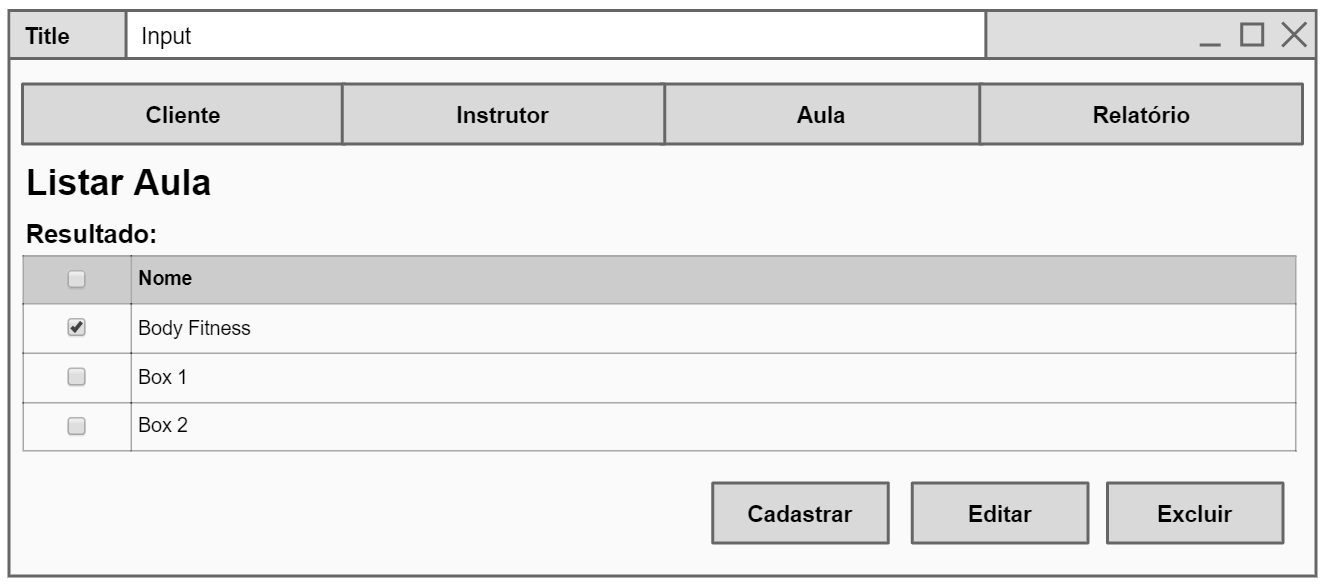 Title Input
Cliente Instrutor Aula Relatório
Listar Aula
Resultado:
Nome
Body Fitness
Box 1
Box 2
Cadastrar Editar Excluir